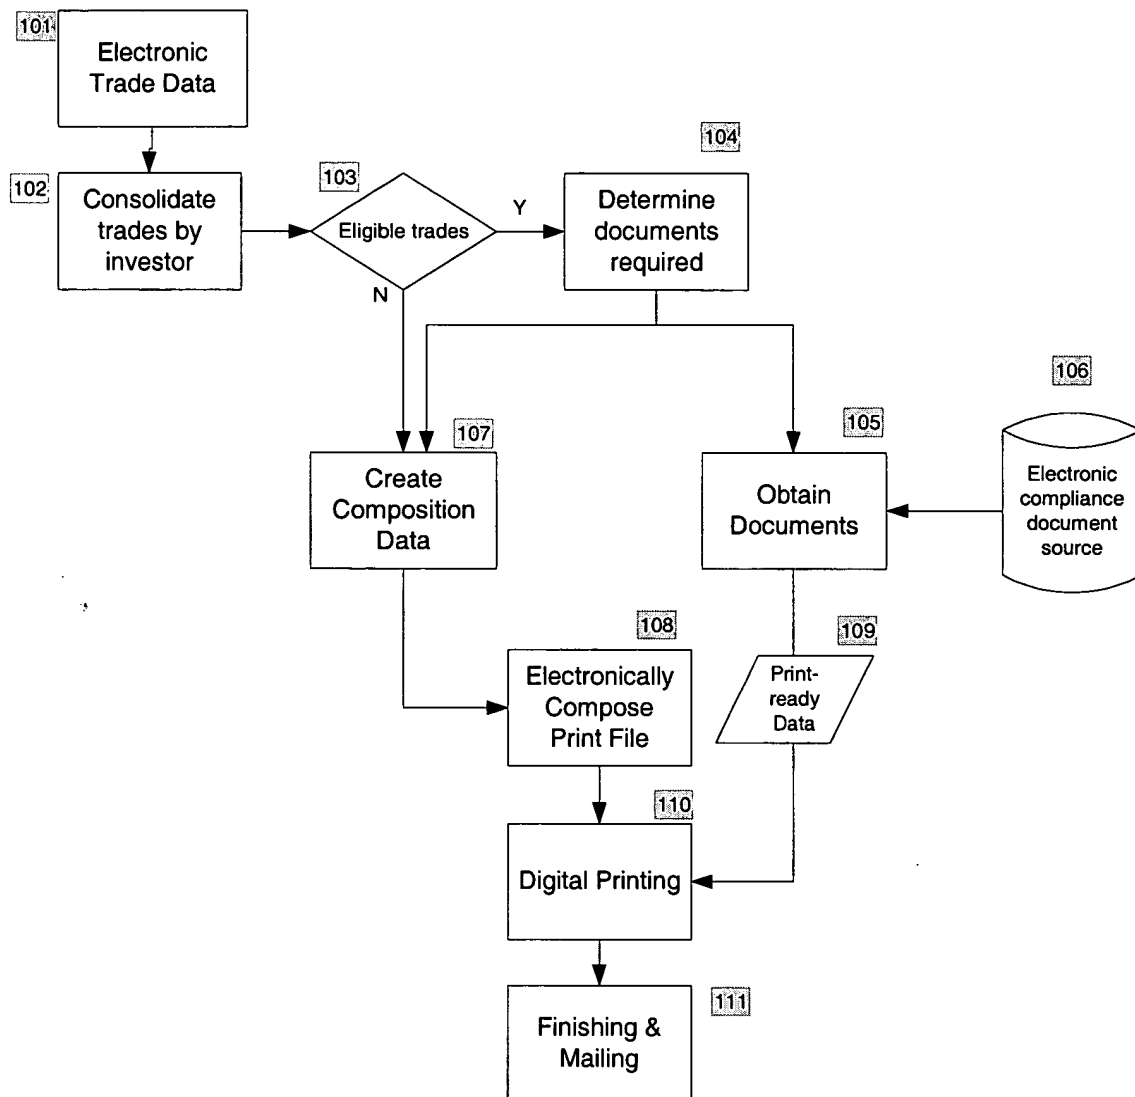 101
Electronic
Trade Data
102
Consolidate
trades by
investor
103
Eligible trades
Y
N
104
Determine
documents
required
107
Create
Composition
Data
105
Obtain
Documents
106
Electronic
compliance
document
source
108
Electronically
Compose
Print File
109
Print-
ready
Data
110
Digital Printing
111
Finishing &
Mailing